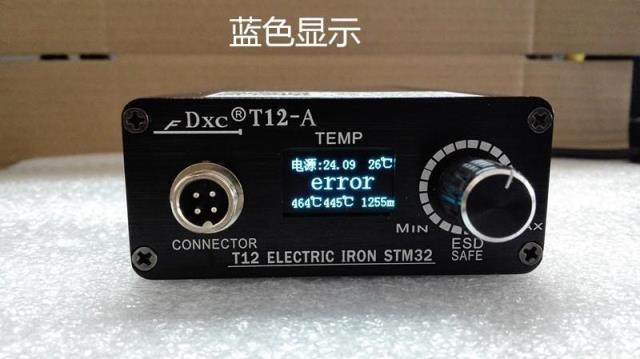 蓝色显示
Dxc® T12-A
TEMP
电源:24.09 26℃
error
464℃445℃ 1255m
MIN AX
CONNECTOR
ESD
SAFE
T12 ELECTRIC IRON STM32